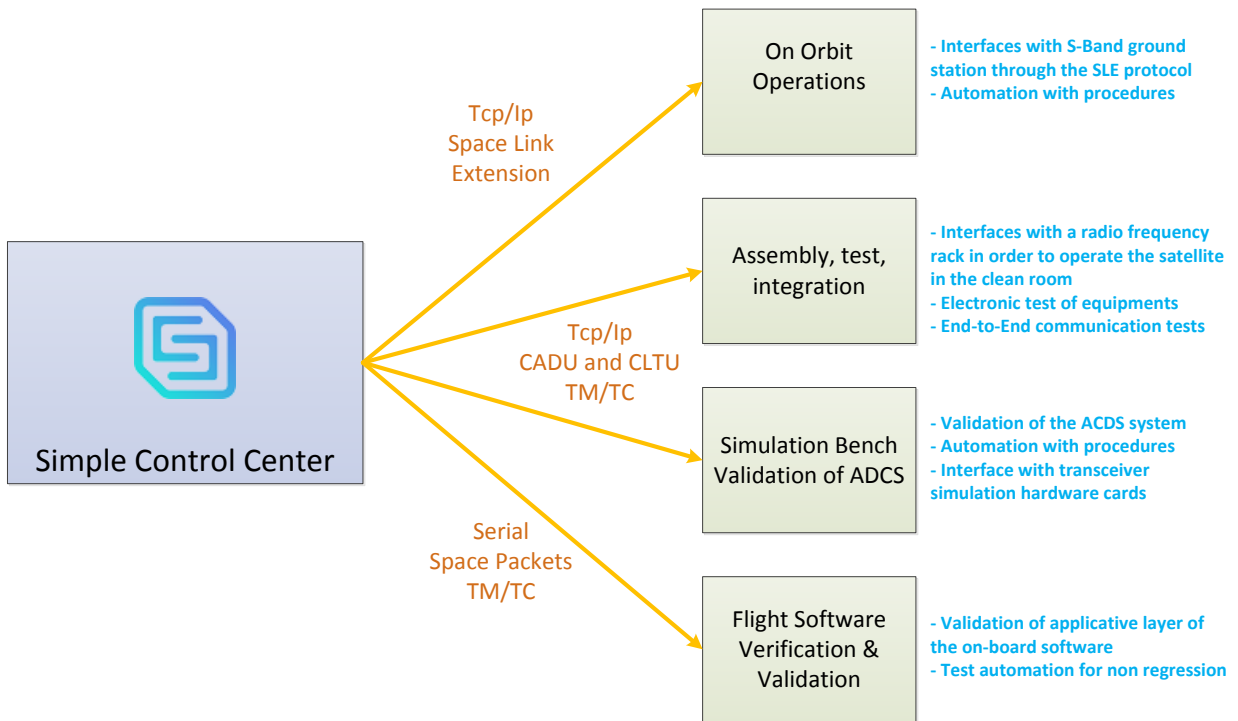 On Orbit
Operations
- Interfaces with S-Band ground
station through the SLE protocol
- Automation with procedures
Tcp/Ip
Space Link
Extension
Assembly, test,
integration
- Interfaces with a radio frequency
rack in order to operate the satellite
in the clean room
- Electronic test of equipments
- End-to-End communication tests
Simple Control Center
Tcp/Ip
CADU and CLTU
TM/TC
Simulation Bench
Validation of ADCS
- Validation of the ACDS system
- Automation with procedures
- Interface with transceiver
simulation hardware cards
Serial
Space Packets
TM/TC
Flight Software
Verification &
Validation
- Validation of applicative layer of
the on-board software
- Test automation for non regression